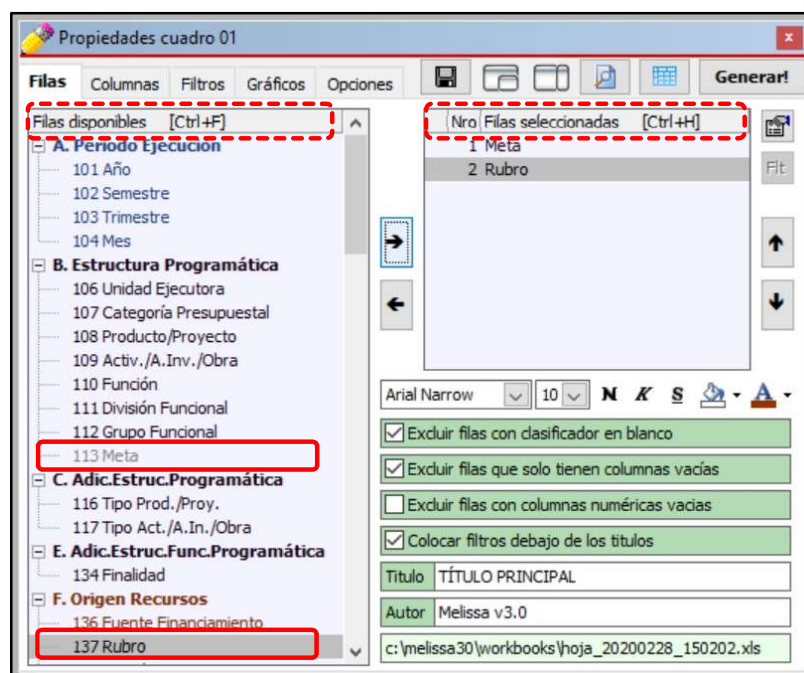 Propiedades cuadro 01
x
Filas Columnas Filtros Gráficos Opciones Generar!
Filas disponibles [Ctrl+F]
A. Período Ejecución
101 Año
102 Semestre
103 Trimestre
104 Mes
B. Estructura Programática
106 Unidad Ejecutora
107 Categoría Presupuestal
108 Producto/Proyecto
109 Activ./A.Inv./Obra
110 Función
111 División Funcional
112 Grupo Funcional
113 Meta
C. Adic.Estruc.Programática
116 Tipo Prod./Proy.
117 Tipo Act./A.In./Obra
E. Adic.Estruc.Func.Programática
134 Finalidad
F. Origen Recursos
136 Fuente Financiamiento
137 Rubro
Nro Filas seleccionadas [Ctrl+H]
1 Meta
2 Rubro
Flt
Arial Narrow 10 N K S A
Excluir filas con clasificador en blanco
Excluir filas que solo tienen columnas vacías
Excluir filas con columnas numéricas vacias
Colocar filtros debajo de los titulos
Titulo TÍTULO PRINCIPAL
Autor Melissa v3.0
c:\melissa30\workbooks\hoja_20200228_150202.xls